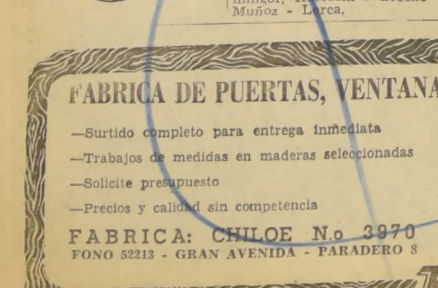 Muñoz - Lorca,
FABRICA DE PUERTAS, VENTANA
—Surtido completo para entrega inmediata
—Trabajos de medidas en maderas seleccionadas
—Solicite presupuesto
—Precios y calidad sin competencia
FABRICA: CHILOE N.o 3970
FONO 52213 - GRAN AVENIDA - PARADERO 8